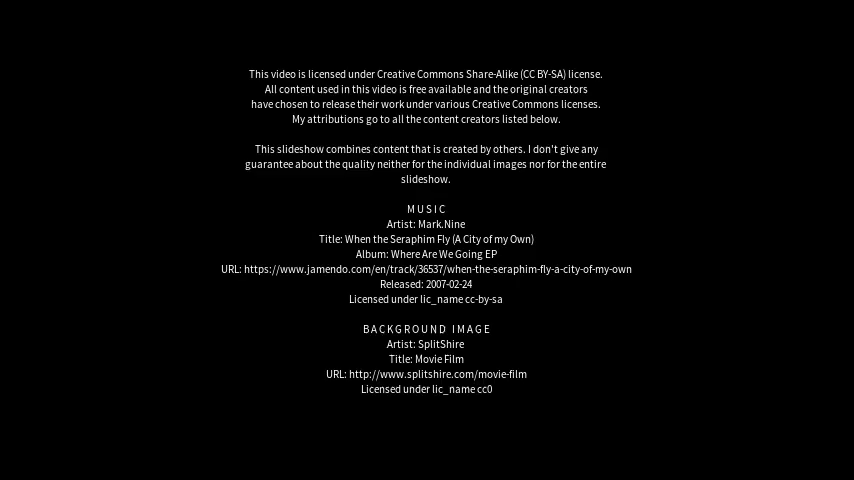 This video is licensed under Creative Commons Share-Alike (CC BY-SA) license.
All content used in this video is free available and the original creators
have chosen to release their work under various Creative Commons licenses.
My attributions go to all the content creators listed below.
This slideshow combines content that is created by others. I don't give any
guarantee about the quality neither for the individual images nor for the entire
slideshow.
MUSIC
Artist: Mark.Nine
Title: When the Seraphim Fly (A City of my Own)
Album: Where Are We Going EP
URL: https://www.jamendo.com/en/track/36537/when-the-seraphim-fly-a-city-of-my-own
Released: 2007-02-24
Licensed under lic_name cc-by-sa
BACKGROUND IMAGE
Artist: SplitShire
Title: Movie Film
URL: http://www.splitshire.com/movie-film
Licensed under lic_name cc0